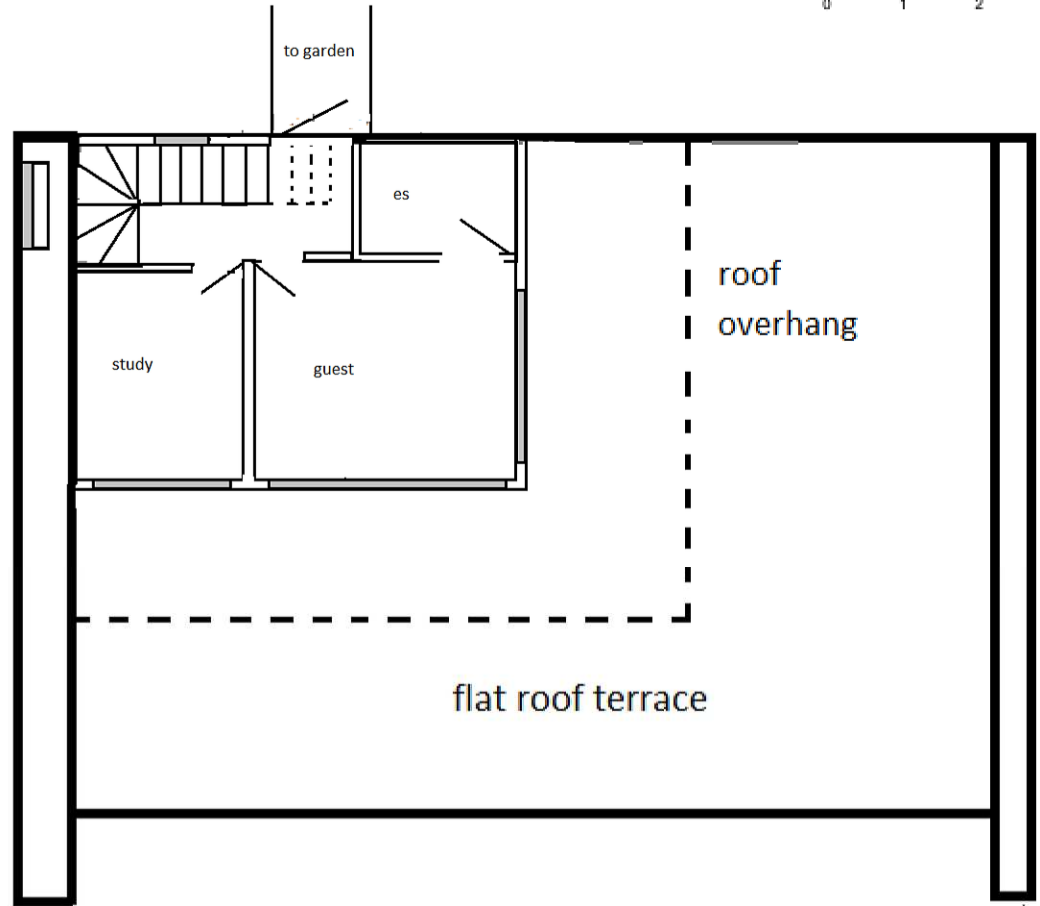 0 1 2
to garden
es
roof
overhang
study
guest
flat roof terrace